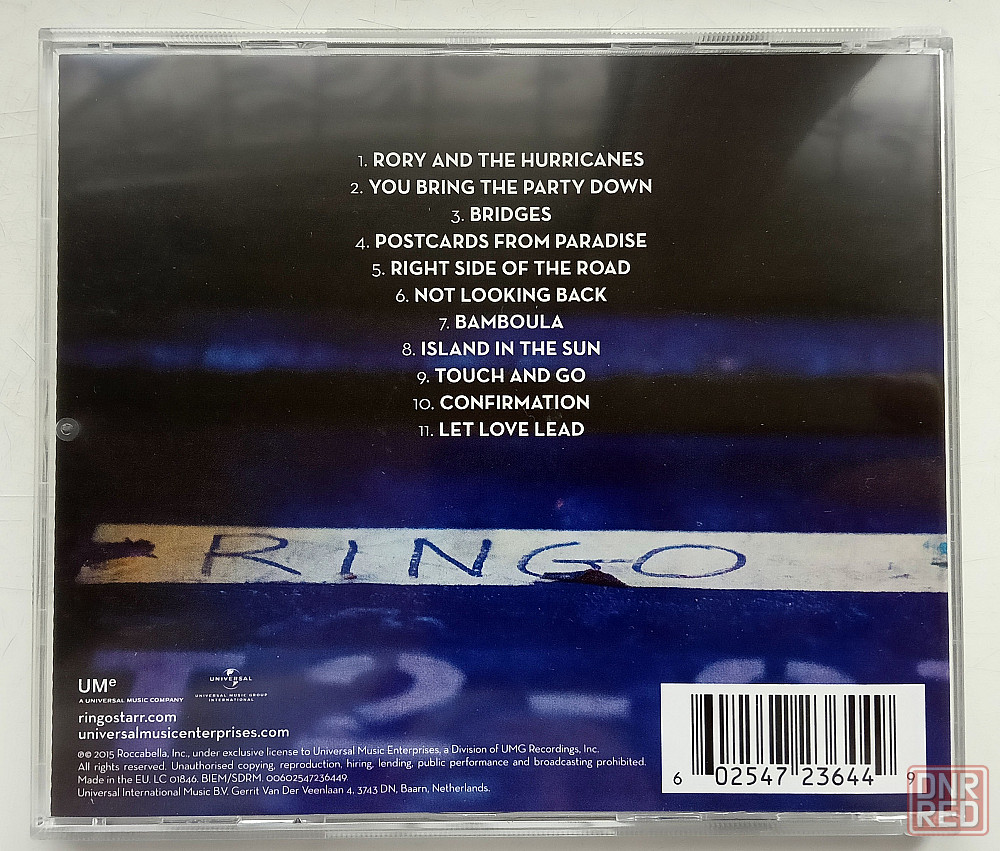 1. RORY AND THE HURRICANES
2. YOU BRING THE PARTY DOWN
3. BRIDGES
4. POSTCARDS FROM PARADISE
5. RIGHT SIDE OF THE ROAD
6. NOT LOOKING BACK
7. BAMBOULA
8. ISLAND IN THE SUN
9. TOUCH AND GO
10. CONFIRMATION
11. LET LOVE LEAD
RINGO
UMe
A UNIVERSAL MUSIC COMPANY
UNIVERSAL
UNIVERSAL MUSIC GROUP
INTERNATIONAL
ringostarr.com
universalmusicenterprises.com
℗© 2015 Roccabella, Inc., under exclusive license to Universal Music Enterprises, a Division of UMG Recordings, Inc.
All rights reserved. Unauthorised copying, reproduction, hiring, lending, public performance and broadcasting prohibited.
Made in the EU. LC 01846. BIEM/SDRM. 00602547236449
Universal International Music B.V. Gerrit Van Der Veenlaan 4, 3743 DN, Baarn, Netherlands.
6 02547 23644 9
DNR
RED